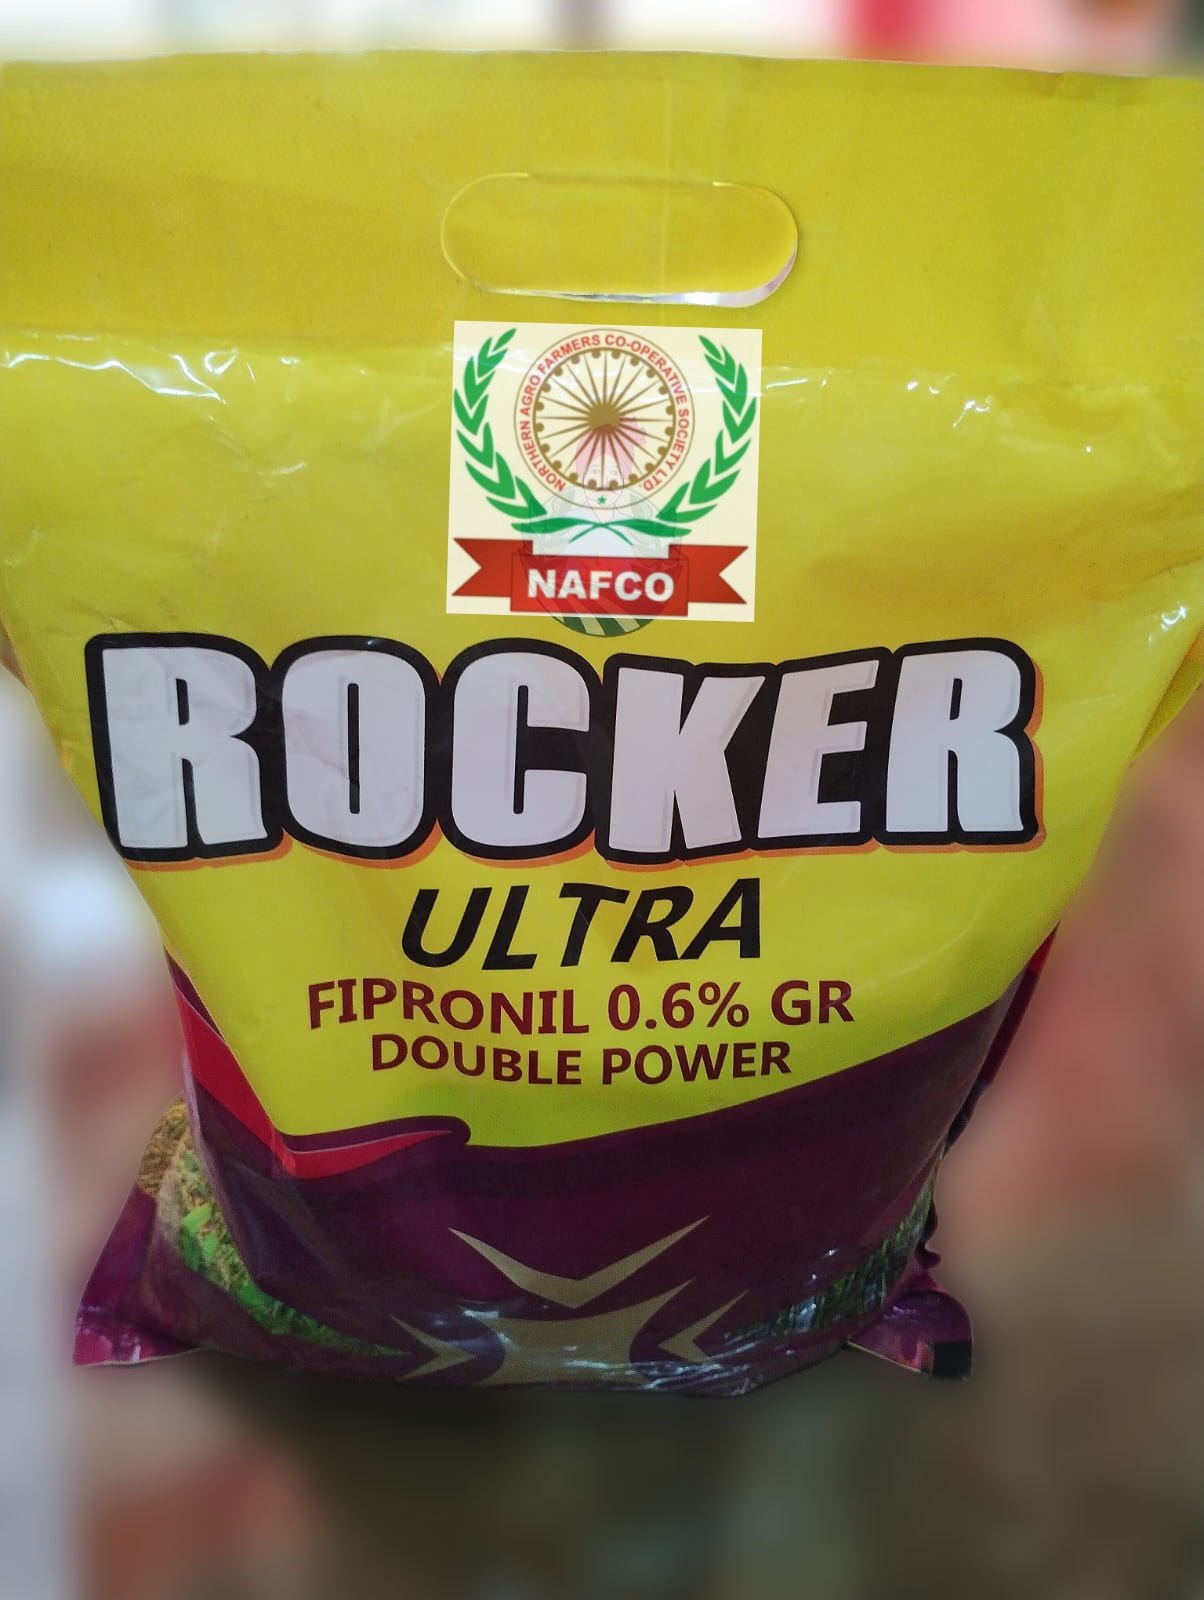 NORTHERN AGRO FARMERS CO-OPERATIVE SOCIETY LTD.
NAFCO
ROCKER
ULTRA
FIPRONIL 0.6% GR
DOUBLE POWER